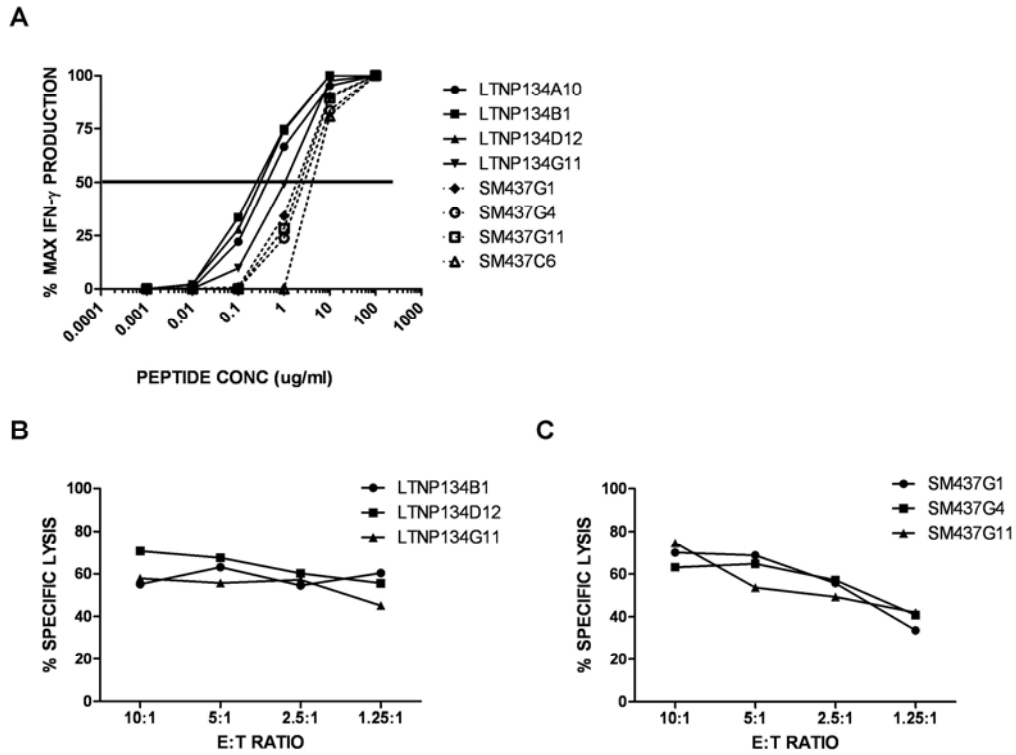 A
% MAX IFN-γ PRODUCTION
100
75
50
25
0
0.0001
0.001
0.01
0.1
1
10
100
1000
PEPTIDE CONC (ug/ml)
LTNP134A10
LTNP134B1
LTNP134D12
LTNP134G11
SM437G1
SM437G4
SM437G11
SM437C6
B
% SPECIFIC LYSIS
100
80
60
40
20
0
10:1
5:1
2.5:1
1.25:1
E:T RATIO
LTNP134B1
LTNP134D12
LTNP134G11
C
% SPECIFIC LYSIS
100
80
60
40
20
0
10:1
5:1
2.5:1
1.25:1
E:T RATIO
SM437G1
SM437G4
SM437G11